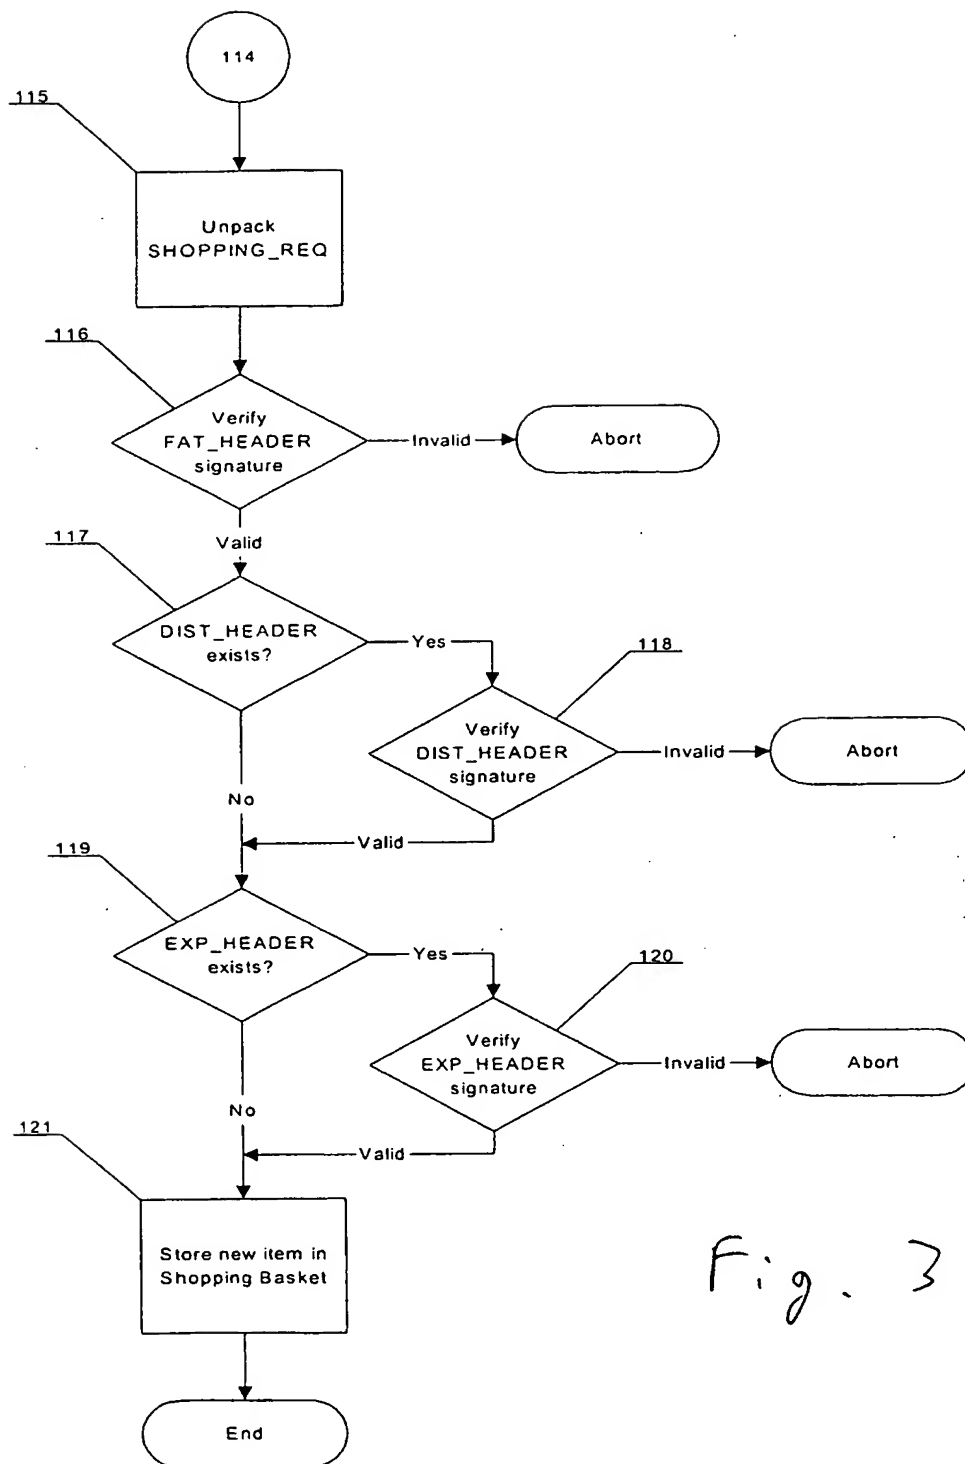 114
115
Unpack
SHOPPING_REQ
116
Verify
FAT_HEADER
signature
Invalid
Abort
Valid
117
DIST_HEADER
exists?
Yes
118
Verify
DIST_HEADER
signature
Invalid
Abort
No
Valid
119
EXP_HEADER
exists?
Yes
120
Verify
EXP_HEADER
signature
Invalid
Abort
No
Valid
121
Store new item in
Shopping Basket
Fig. 3
End